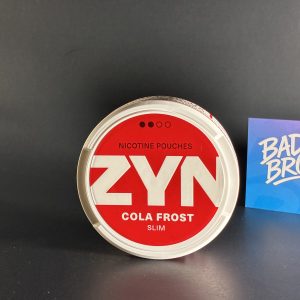 NICOTINE POUCHES
ZYN
COLA FROST
SLIM
BAD
BRO